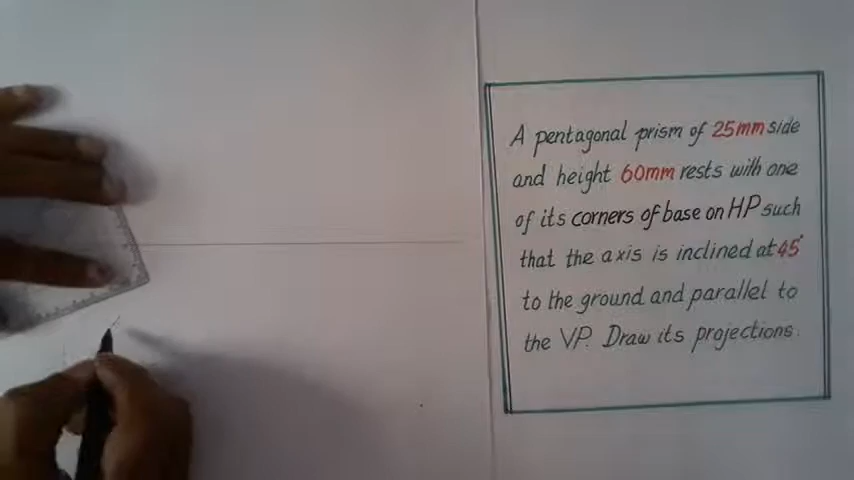 A pentagonal prism of 25mm side
and height 60mm rests with one
of its corners of base on HP such
that the axis is inclined at 45°
to the ground and parallel to
the VP. Draw its projections.